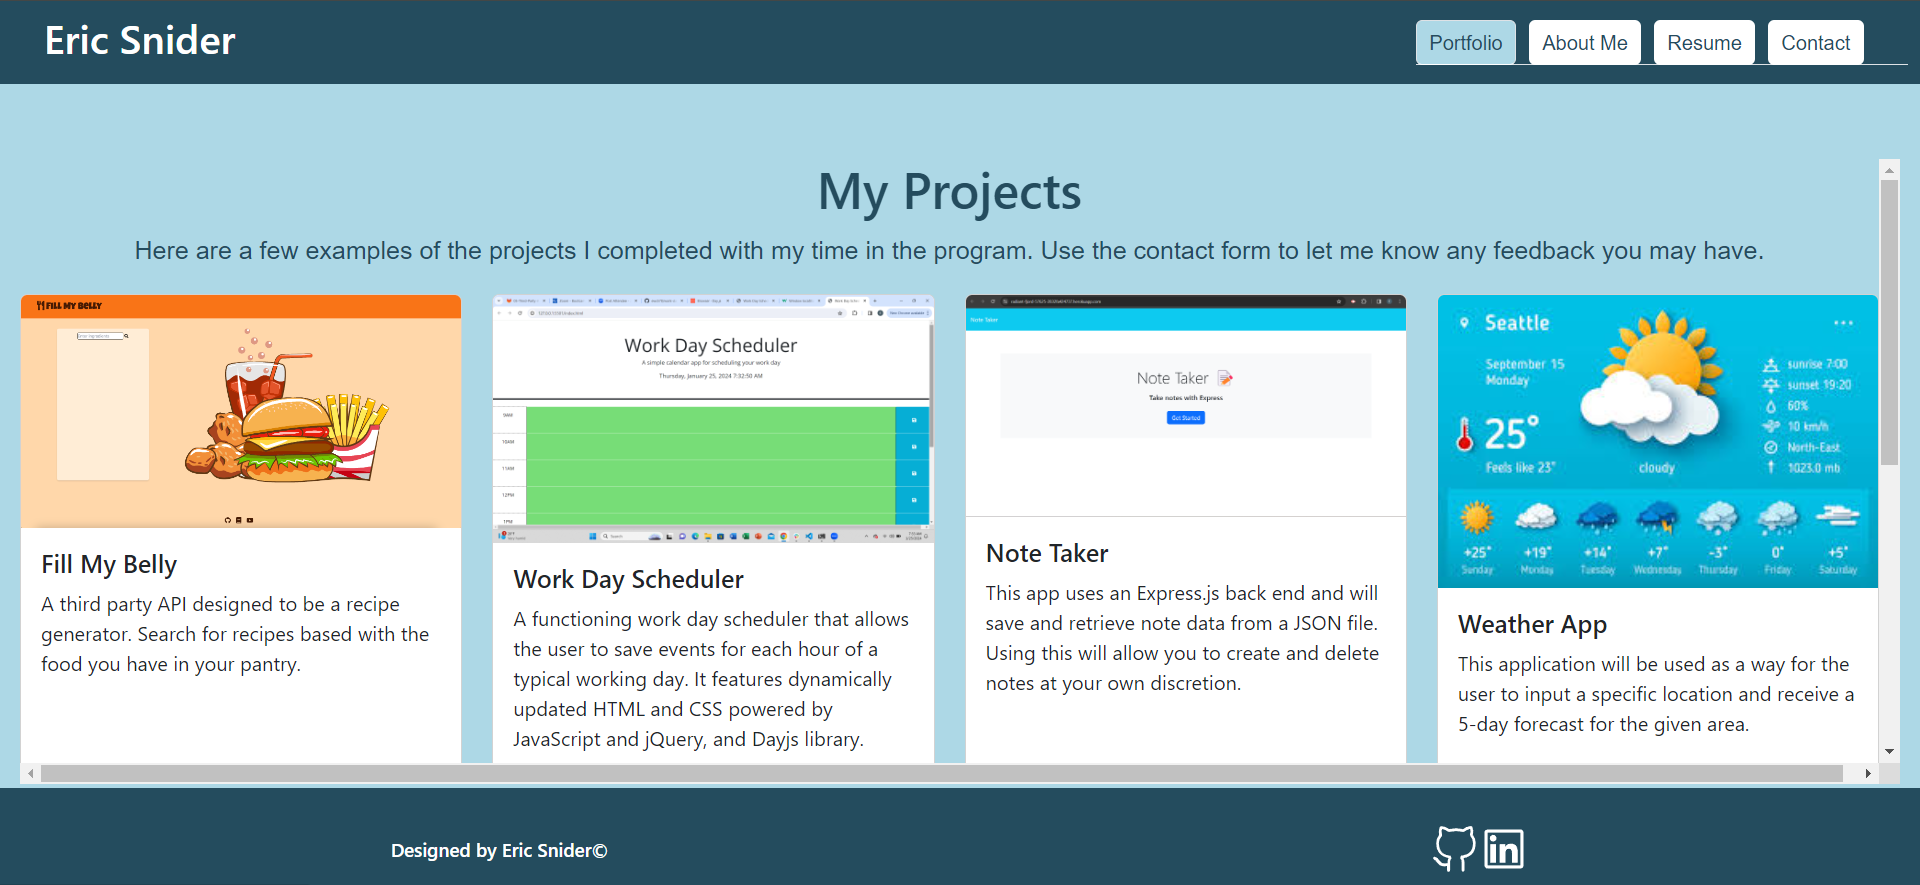 Eric Snider
Portfolio
About Me
Resume
Contact
My Projects
Here are a few examples of the projects I completed with my time in the program. Use the contact form to let me know any feedback you may have.
FILL MY BELLY
Fill My Belly
A third party API designed to be a recipe
generator. Search for recipes based with the
food you have in your pantry.
Work Day Scheduler
A simple calendar app for scheduling your work day
Thursday, January 25, 2024 7:32:50 AM
9AM
10AM
11AM
12PM
1PM
Work Day Scheduler
A functioning work day scheduler that allows
the user to save events for each hour of a
typical working day. It features dynamically
updated HTML and CSS powered by
JavaScript and jQuery, and Dayjs library.
Note Taker
Note Taker
Take notes with Express
Get Started
Note Taker
This app uses an Express.js back end and will
save and retrieve note data from a JSON file.
Using this will allow you to create and delete
notes at your own discretion.
Seattle
September 15
Monday
25°
Feels like 23°
cloudy
sunrise 7:00
sunset 19:20
60%
10 km/h
North-East
1023.0 mb
+25° +19° +14° +7° -3° 0° +5°
Sunday Monday Tuesday Wednesday Thursday Friday Saturday
Weather App
This application will be used as a way for the
user to input a specific location and receive a
5-day forecast for the given area.
Designed by Eric Snider©
in